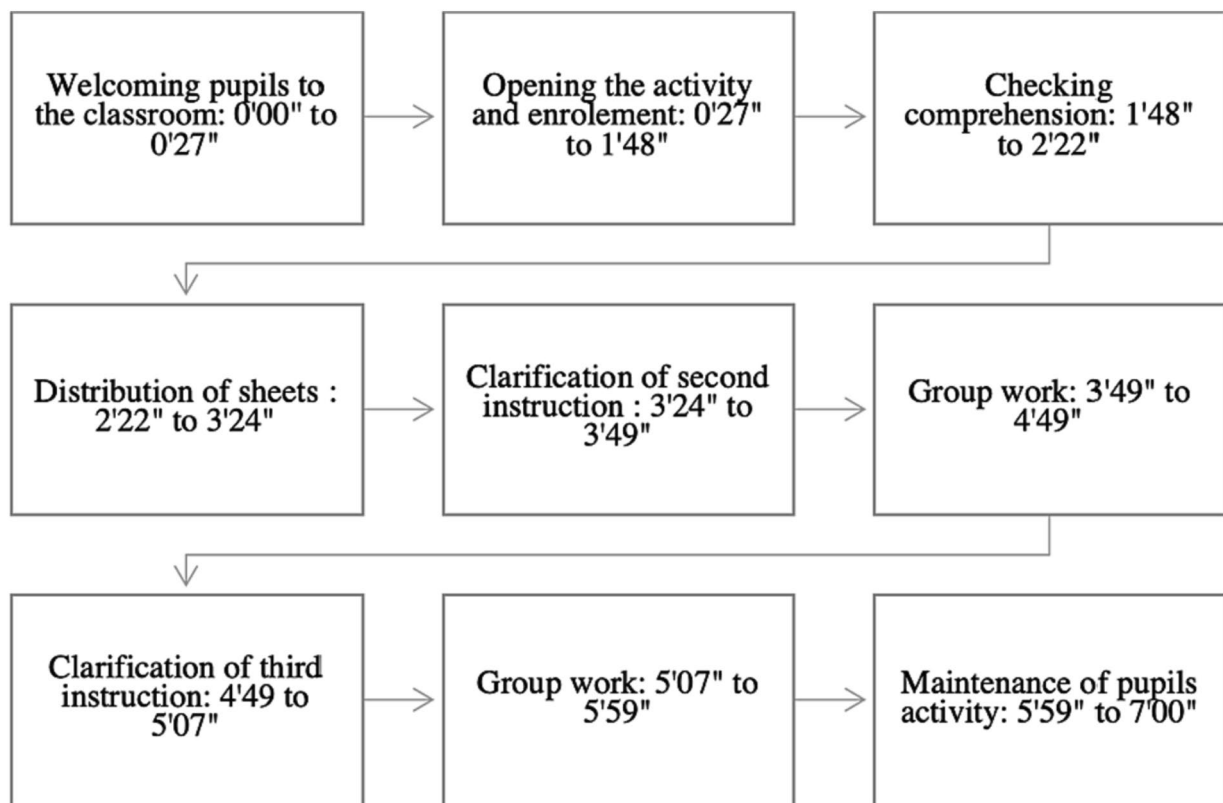 Welcoming pupils to
the classroom: 0'00" to
0'27"
Opening the activity
and enrolement: 0'27"
to 1'48"
Checking
comprehension: 1'48"
to 2'22"
Distribution of sheets :
2'22" to 3'24"
Clarification of second
instruction : 3'24" to
3'49"
Group work: 3'49" to
4'49"
Clarification of third
instruction: 4'49 to
5'07"
Group work: 5'07" to
5'59"
Maintenance of pupils
activity: 5'59" to 7'00"